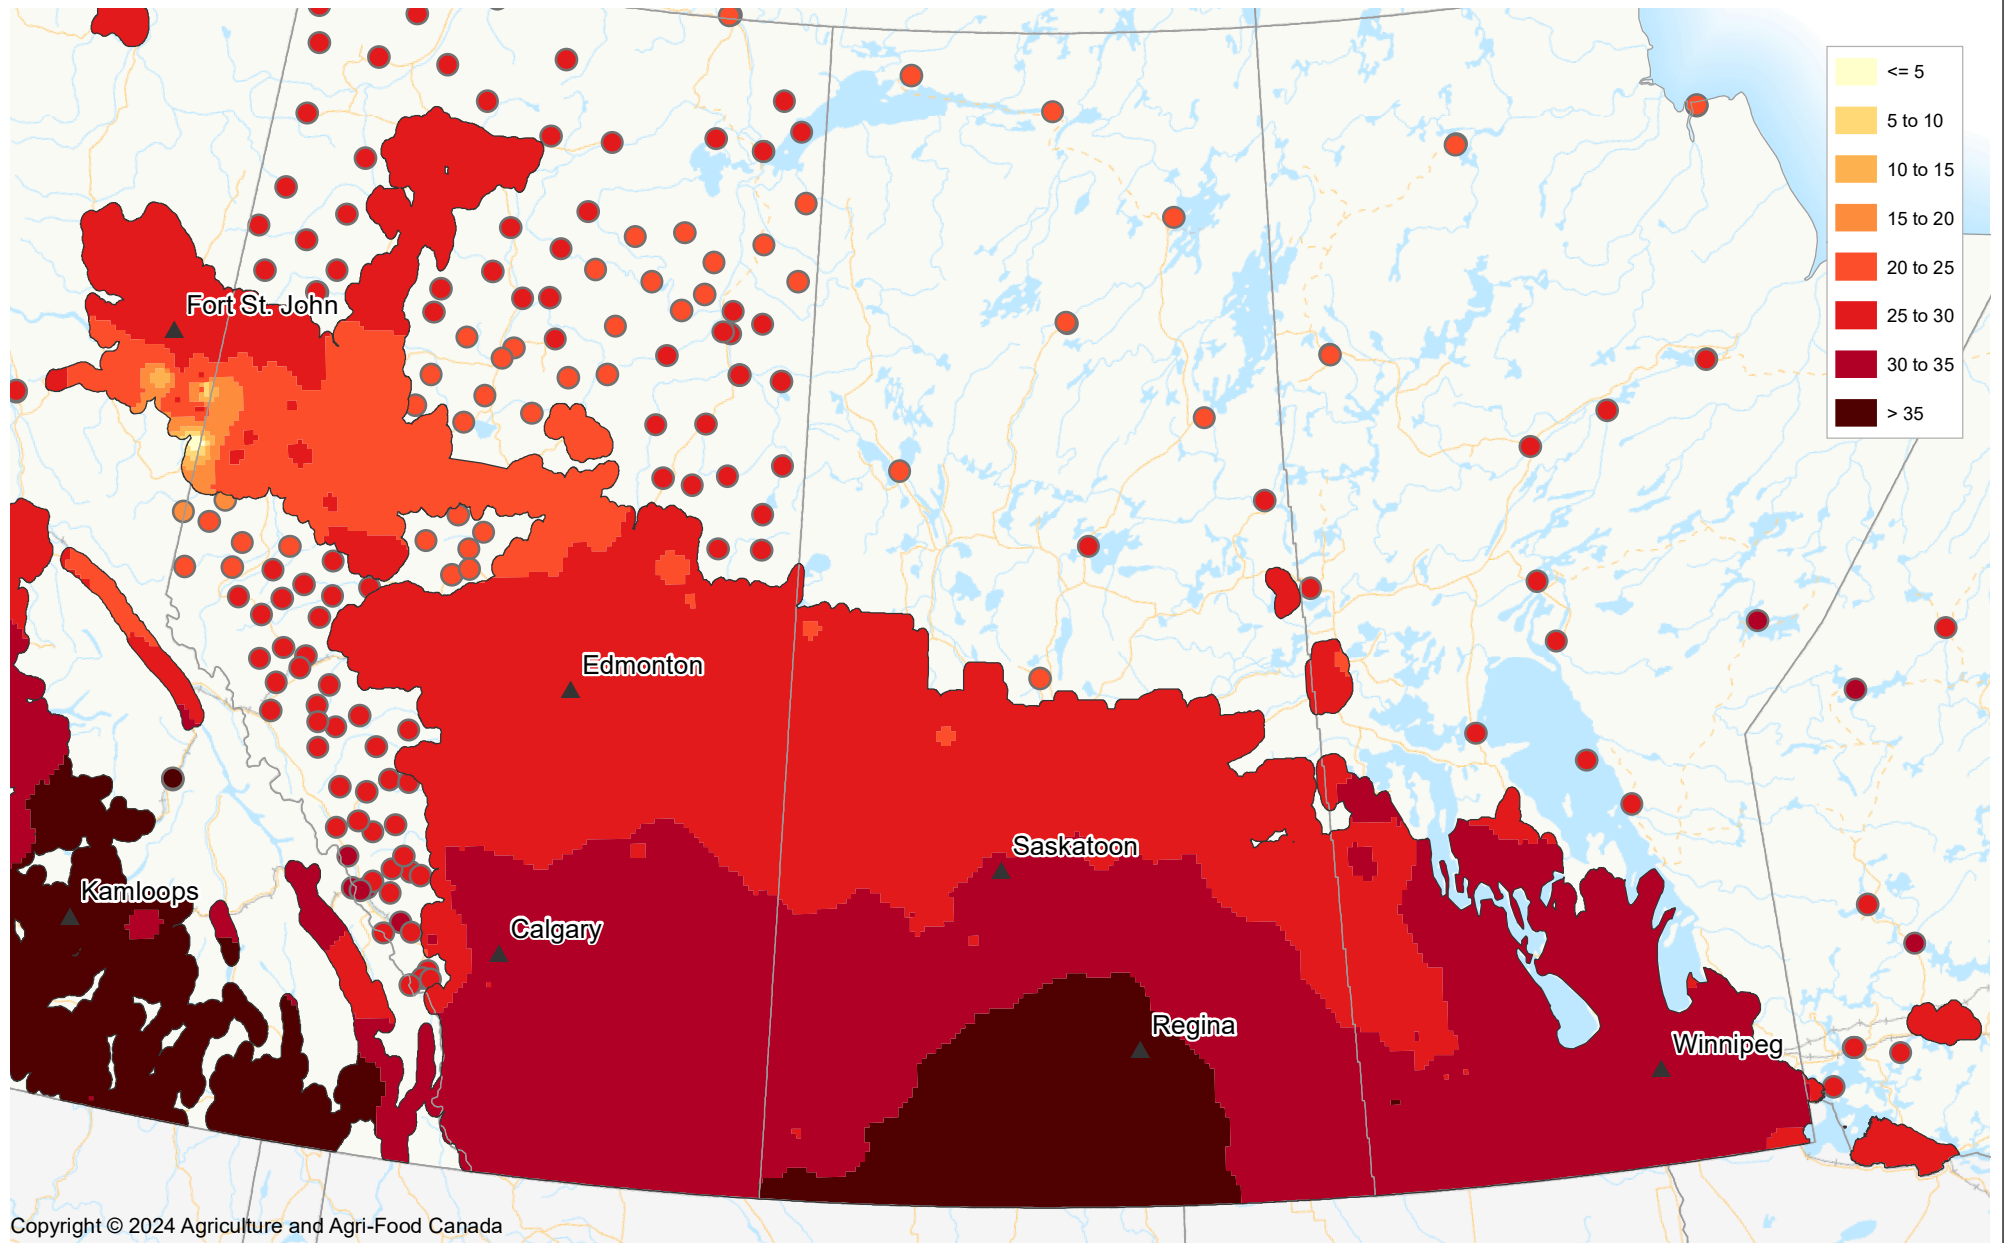 <= 5
5 to 10
10 to 15
15 to 20
20 to 25
25 to 30
30 to 35
> 35
Fort St. John
Edmonton
Saskatoon
Kamloops
Calgary
Regina
Winnipeg
Copyright © 2024 Agriculture and Agri-Food Canada